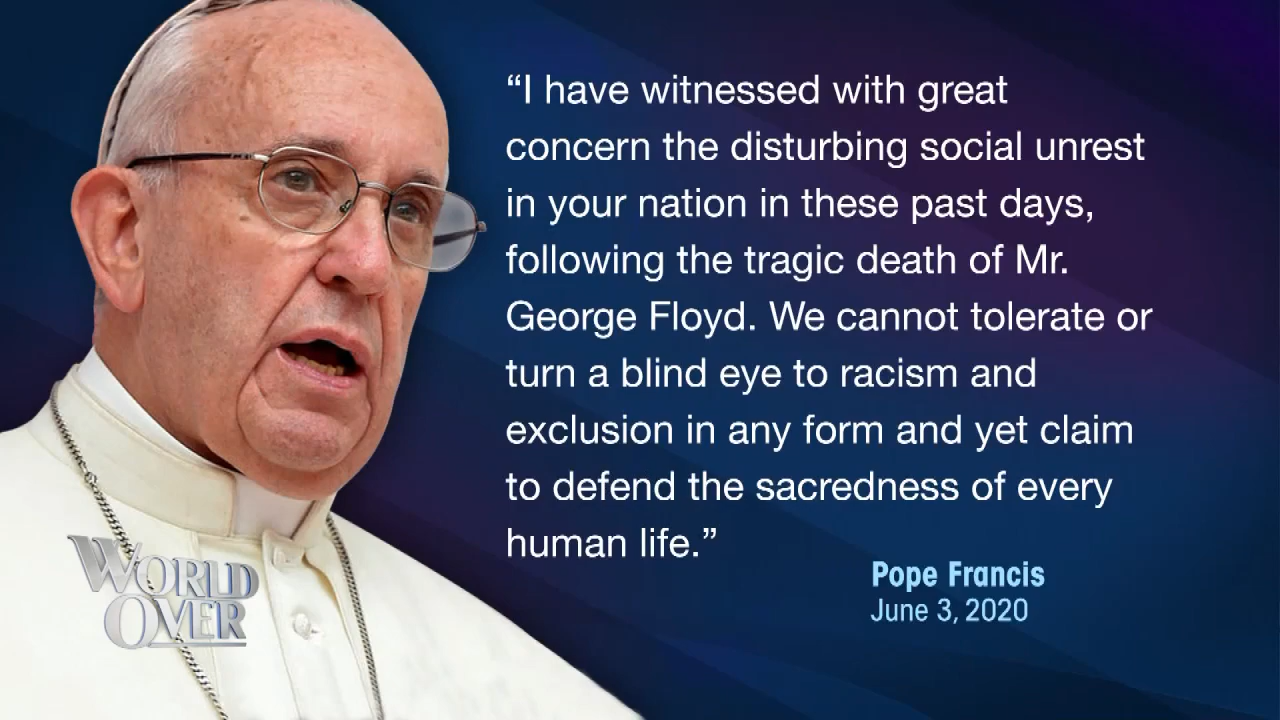 “I have witnessed with great
concern the disturbing social unrest
in your nation in these past days,
following the tragic death of Mr.
George Floyd. We cannot tolerate or
turn a blind eye to racism and
exclusion in any form and yet claim
to defend the sacredness of every
human life.”
Pope Francis
June 3, 2020
WORLD
OVER